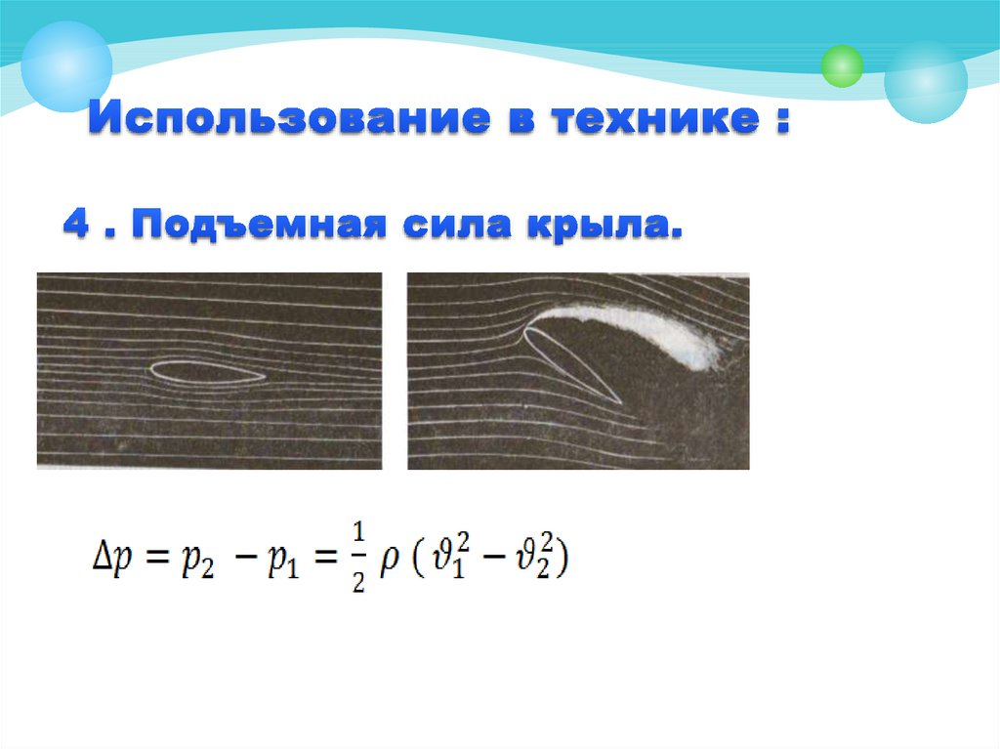 Использование в технике :
4 . Подъемная сила крыла.
Δp = p₂ − p₁ = 1/2 ρ ( ϑ₁² − ϑ₂²)